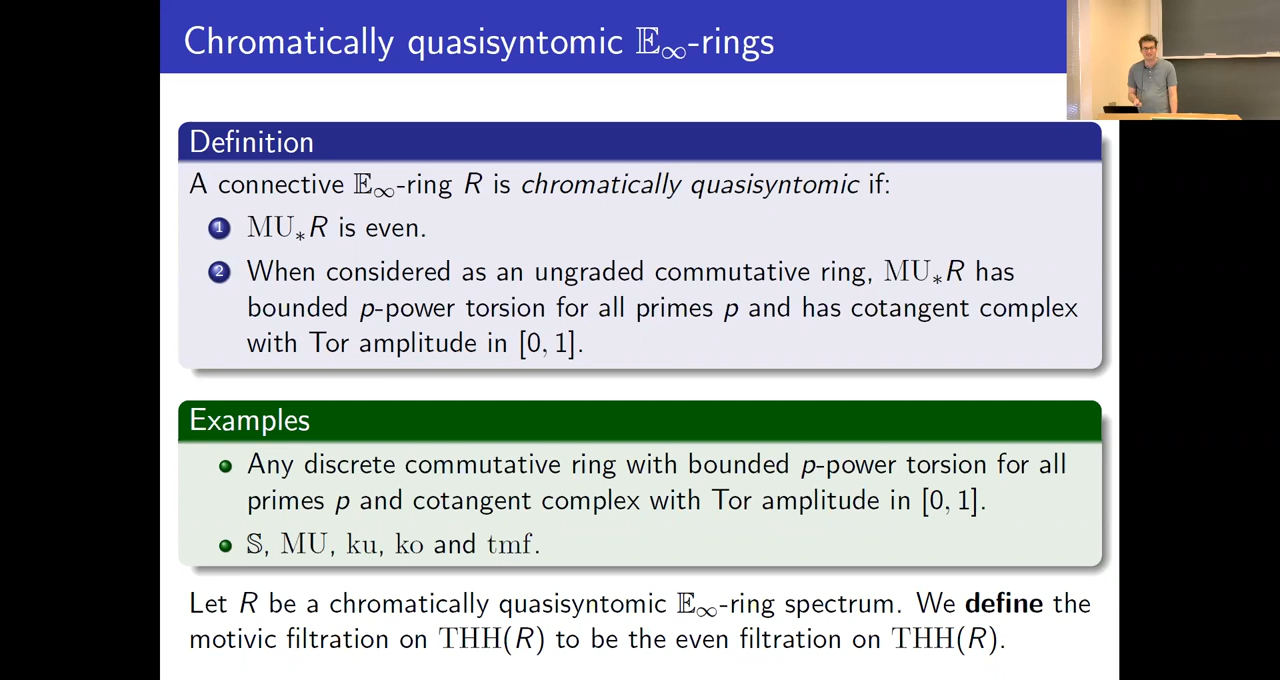 Chromatically quasisyntomic 𝔼∞-rings
Definition
A connective 𝔼∞-ring R is chromatically quasisyntomic if:
1 MU∗R is even.
2 When considered as an ungraded commutative ring, MU∗R has
bounded p-power torsion for all primes p and has cotangent complex
with Tor amplitude in [0, 1].
Examples
Any discrete commutative ring with bounded p-power torsion for all
primes p and cotangent complex with Tor amplitude in [0, 1].
𝕊, MU, ku, ko and tmf.
Let R be a chromatically quasisyntomic 𝔼∞-ring spectrum. We define the
motivic filtration on THH(R) to be the even filtration on THH(R).